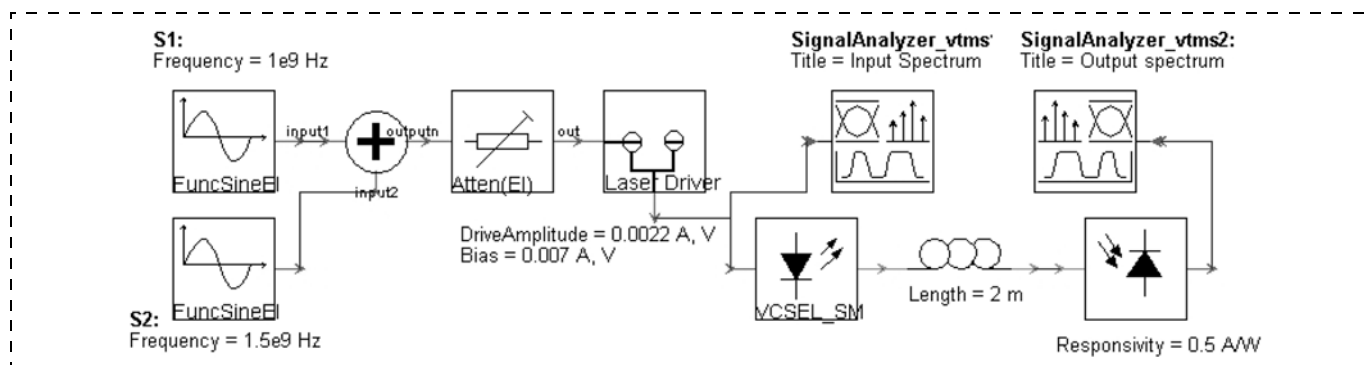 S1:
Frequency = 1e9 Hz
SignalAnalyzer_vtms
Title = Input Spectrum
SignalAnalyzer_vtms2:
Title = Output spectrum
input1
outputn
out
FuncSineEl
input2
Atten(El)
Laser Driver
DriveAmplitude = 0.0022 A, V
Bias = 0.007 A, V
FuncSineEl
VCSEL_SM
Length = 2 m
S2:
Frequency = 1.5e9 Hz
Responsivity = 0.5 A/W